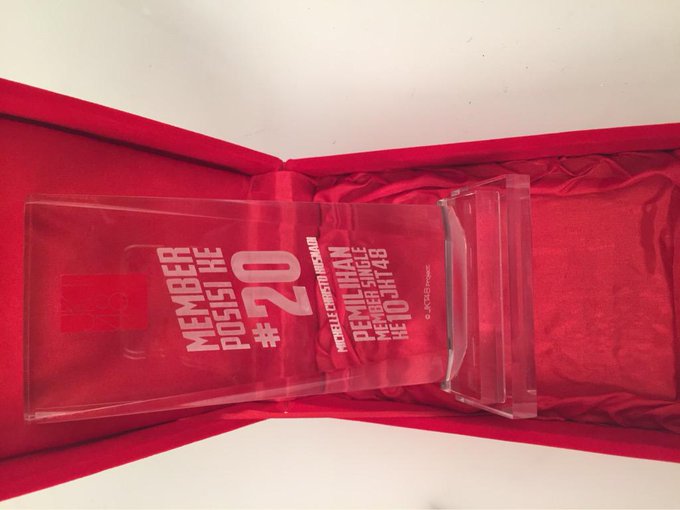 MEMBER
POSISI KE
#20
MICHELLE CHRISTO KUSNADI
PEMILIHAN
MEMBER SINGLE
KE 10 JKT48
© JKT48 Project